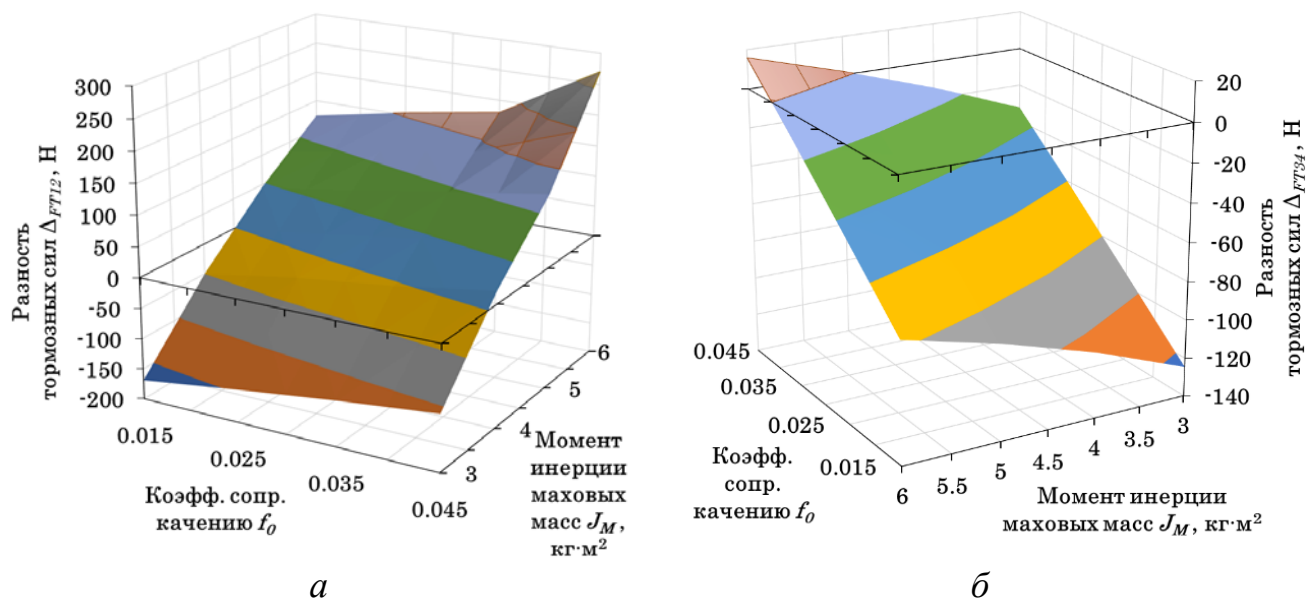 300
250
200
150
100
50
0
-50
-100
-150
-200
Разность
тормозных сил Δ_FT12, Н
0.015
0.025
0.035
0.045
Коэфф. сопр.
качению f₀
3
4
5
6
Момент
инерции
маховых
масс J_M,
кг·м²
а
20
0
-20
-40
-60
-80
-100
-120
-140
Разность
тормозных сил Δ_FT34, Н
0.045
0.035
0.025
0.015
Коэфф.
сопр.
качению f₀
6
5.5
5
4.5
4
3.5
3
Момент инерции
маховых масс J_M, кг·м²
б